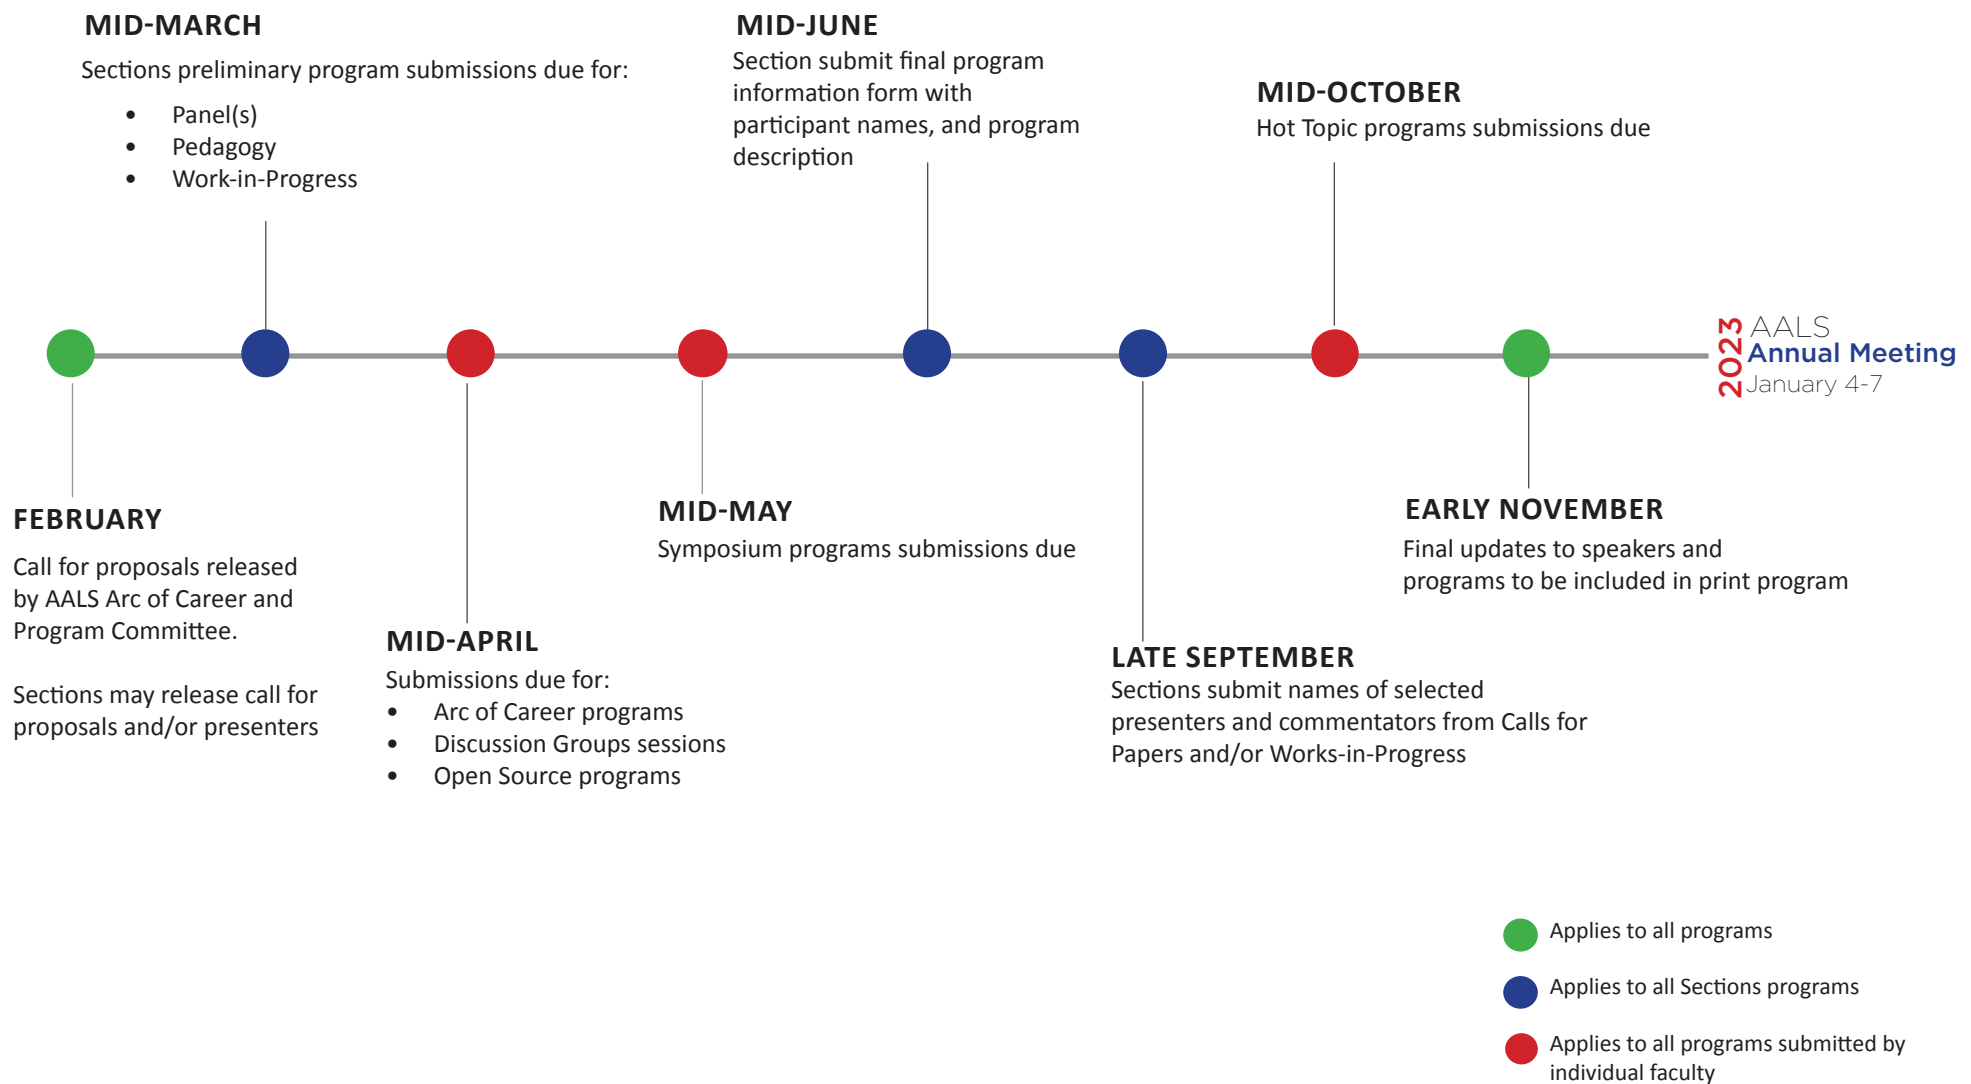 MID-MARCH
Sections preliminary program submissions due for:
• Panel(s)
• Pedagogy
• Work-in-Progress
MID-JUNE
Section submit final program
information form with
participant names, and program
description
MID-OCTOBER
Hot Topic programs submissions due
2023
AALS
Annual Meeting
January 4-7
FEBRUARY
Call for proposals released
by AALS Arc of Career and
Program Committee.
Sections may release call for
proposals and/or presenters
MID-APRIL
Submissions due for:
• Arc of Career programs
• Discussion Groups sessions
• Open Source programs
MID-MAY
Symposium programs submissions due
LATE SEPTEMBER
Sections submit names of selected
presenters and commentators from Calls for
Papers and/or Works-in-Progress
EARLY NOVEMBER
Final updates to speakers and
programs to be included in print program
Applies to all programs
Applies to all Sections programs
Applies to all programs submitted by
individual faculty